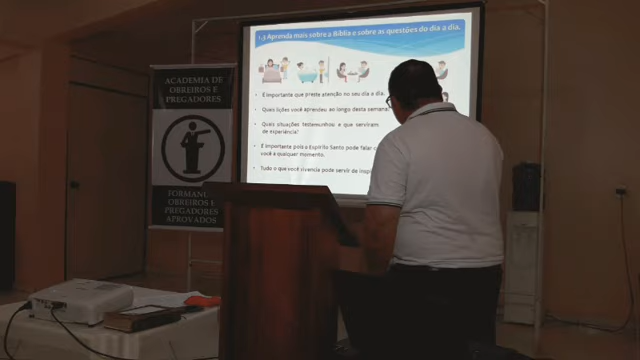 1.3 Aprenda mais sobre a Bíblia e sobre as questões do dia a dia.
ACADEMIA DE
OBREIROS E
PREGADORES
FORMANDO
OBREIROS E
PREGADORES
APROVADOS
• É importante que preste atenção no seu dia a dia.
• Quais lições você aprendeu ao longo desta semana?
• Quais situações testemunhou e que serviram
de experiência?
• É importante pois o Espírito Santo pode falar
você a qualquer momento.
• Tudo o que você vivencia pode servir de